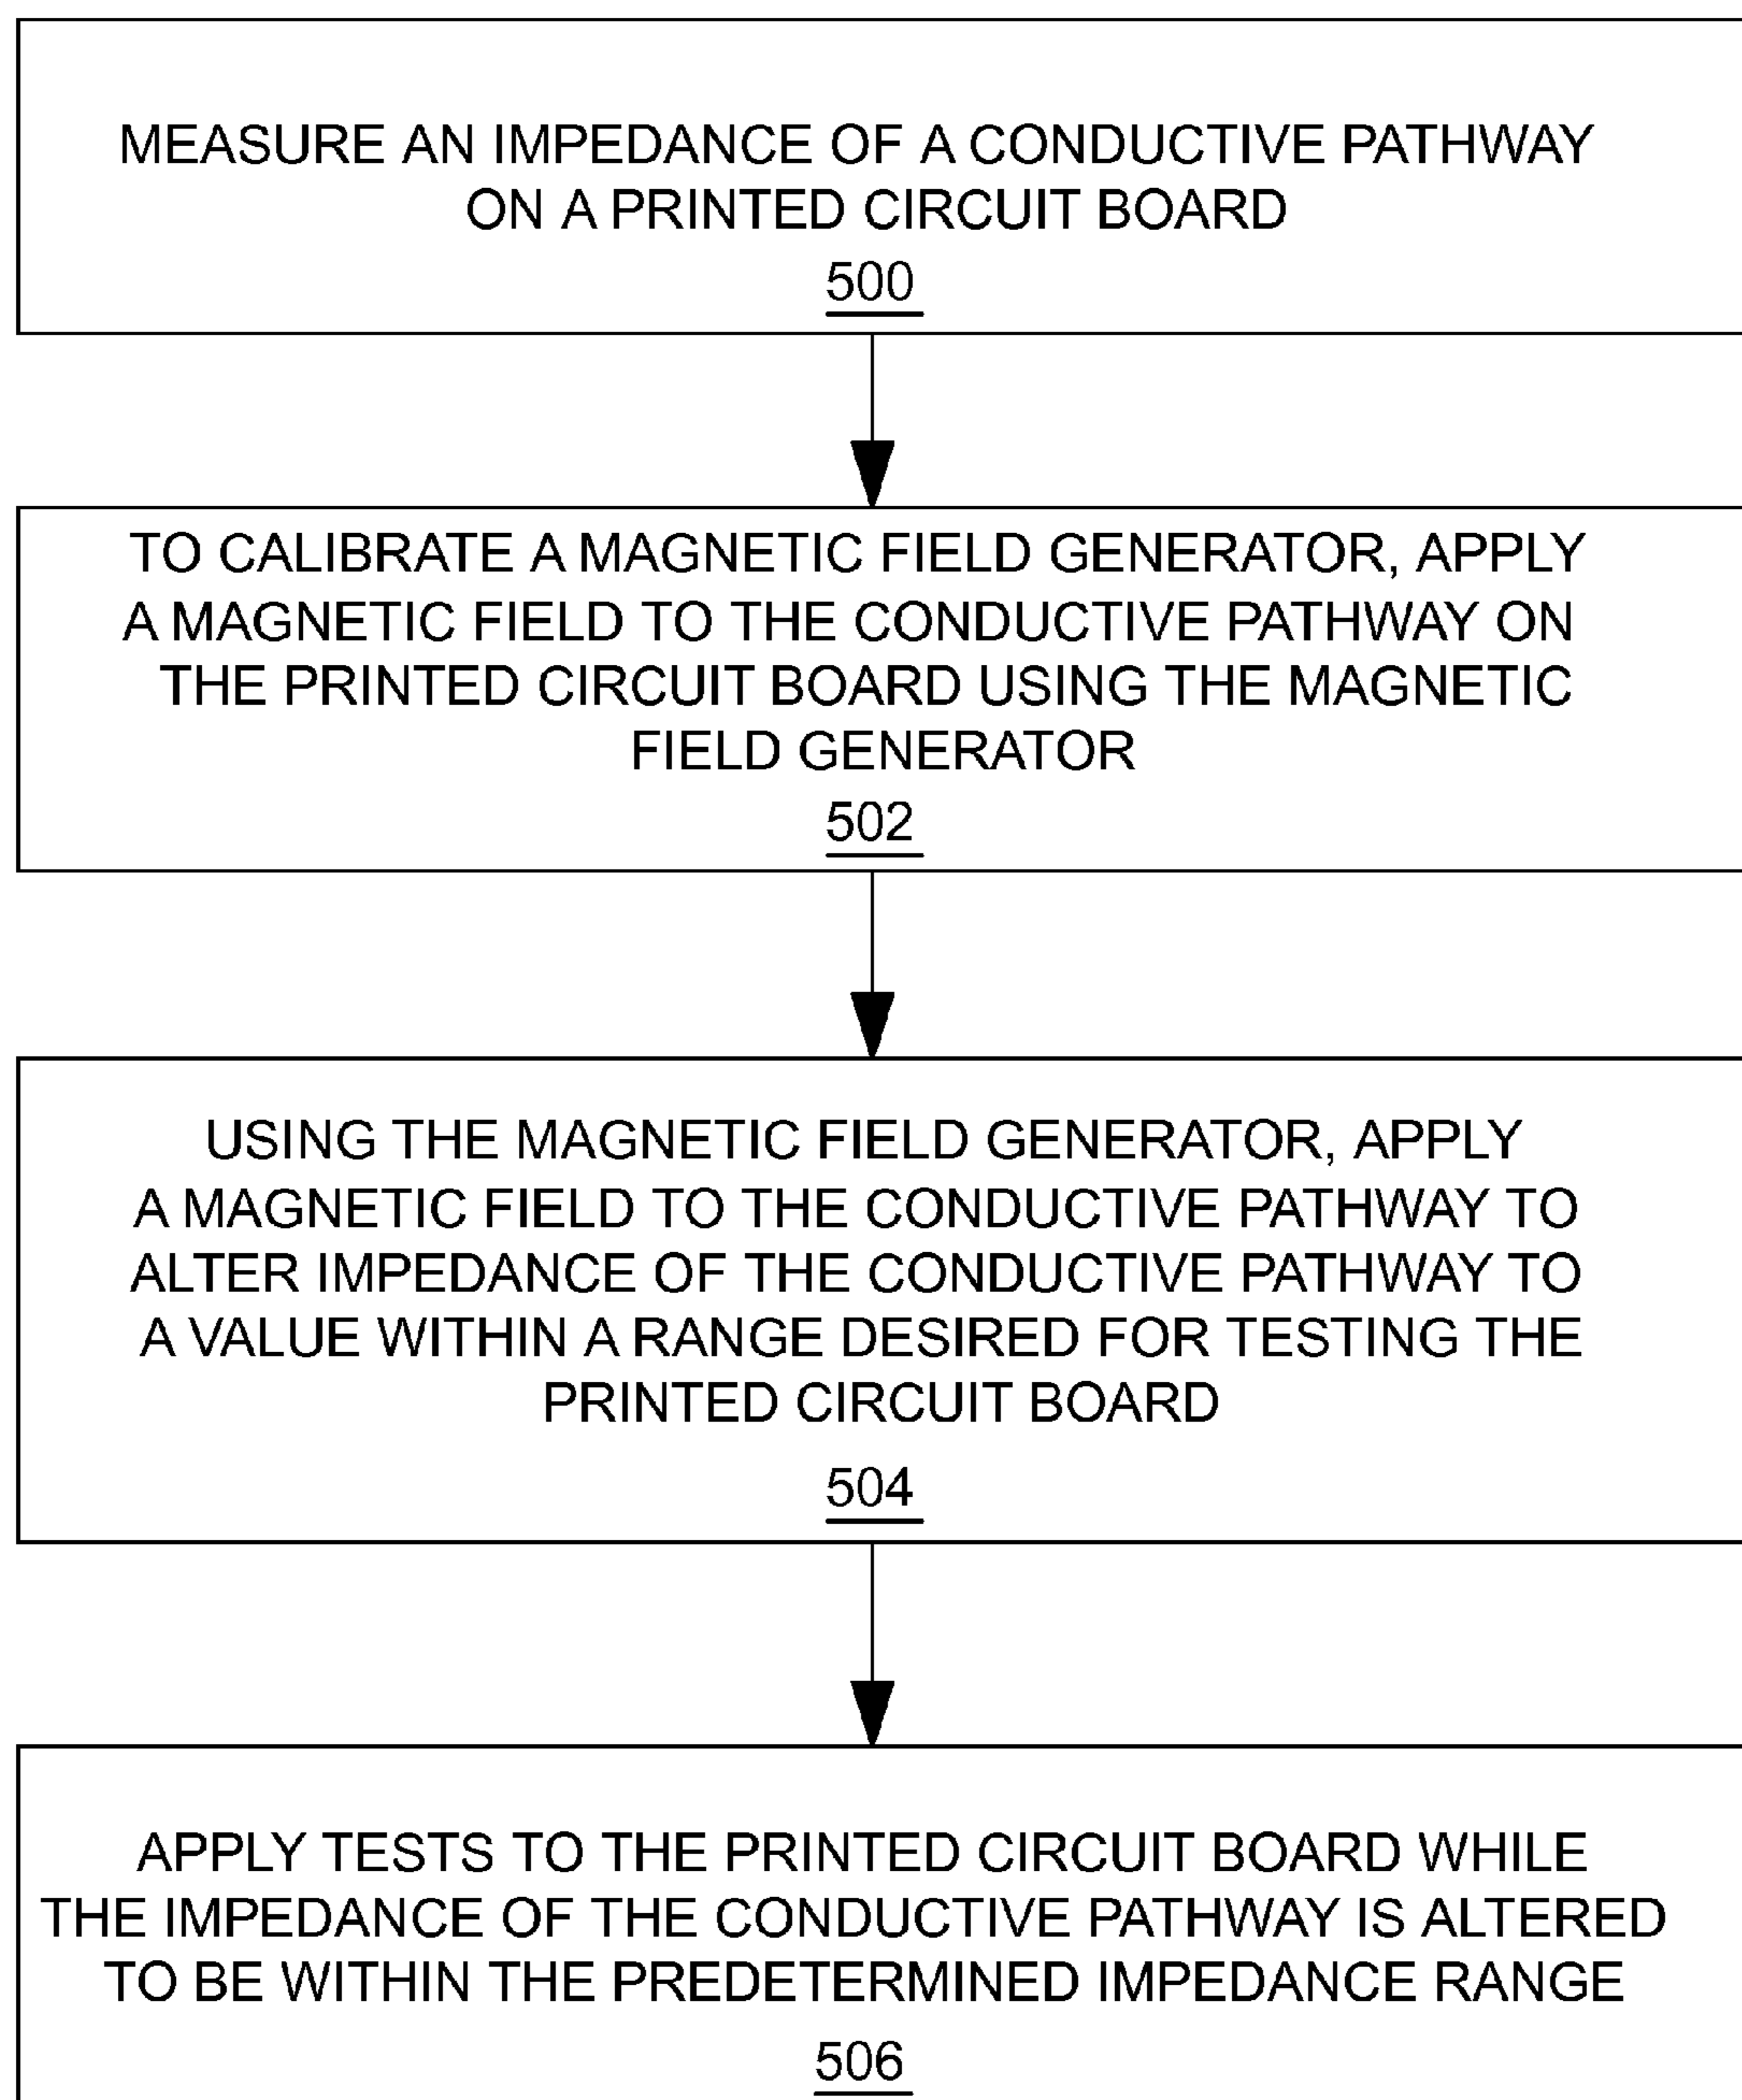 MEASURE AN IMPEDANCE OF A CONDUCTIVE PATHWAY
ON A PRINTED CIRCUIT BOARD
500
TO CALIBRATE A MAGNETIC FIELD GENERATOR, APPLY
A MAGNETIC FIELD TO THE CONDUCTIVE PATHWAY ON
THE PRINTED CIRCUIT BOARD USING THE MAGNETIC
FIELD GENERATOR
502
USING THE MAGNETIC FIELD GENERATOR, APPLY
A MAGNETIC FIELD TO THE CONDUCTIVE PATHWAY TO
ALTER IMPEDANCE OF THE CONDUCTIVE PATHWAY TO
A VALUE WITHIN A RANGE DESIRED FOR TESTING THE
PRINTED CIRCUIT BOARD
504
APPLY TESTS TO THE PRINTED CIRCUIT BOARD WHILE
THE IMPEDANCE OF THE CONDUCTIVE PATHWAY IS ALTERED
TO BE WITHIN THE PREDETERMINED IMPEDANCE RANGE
506